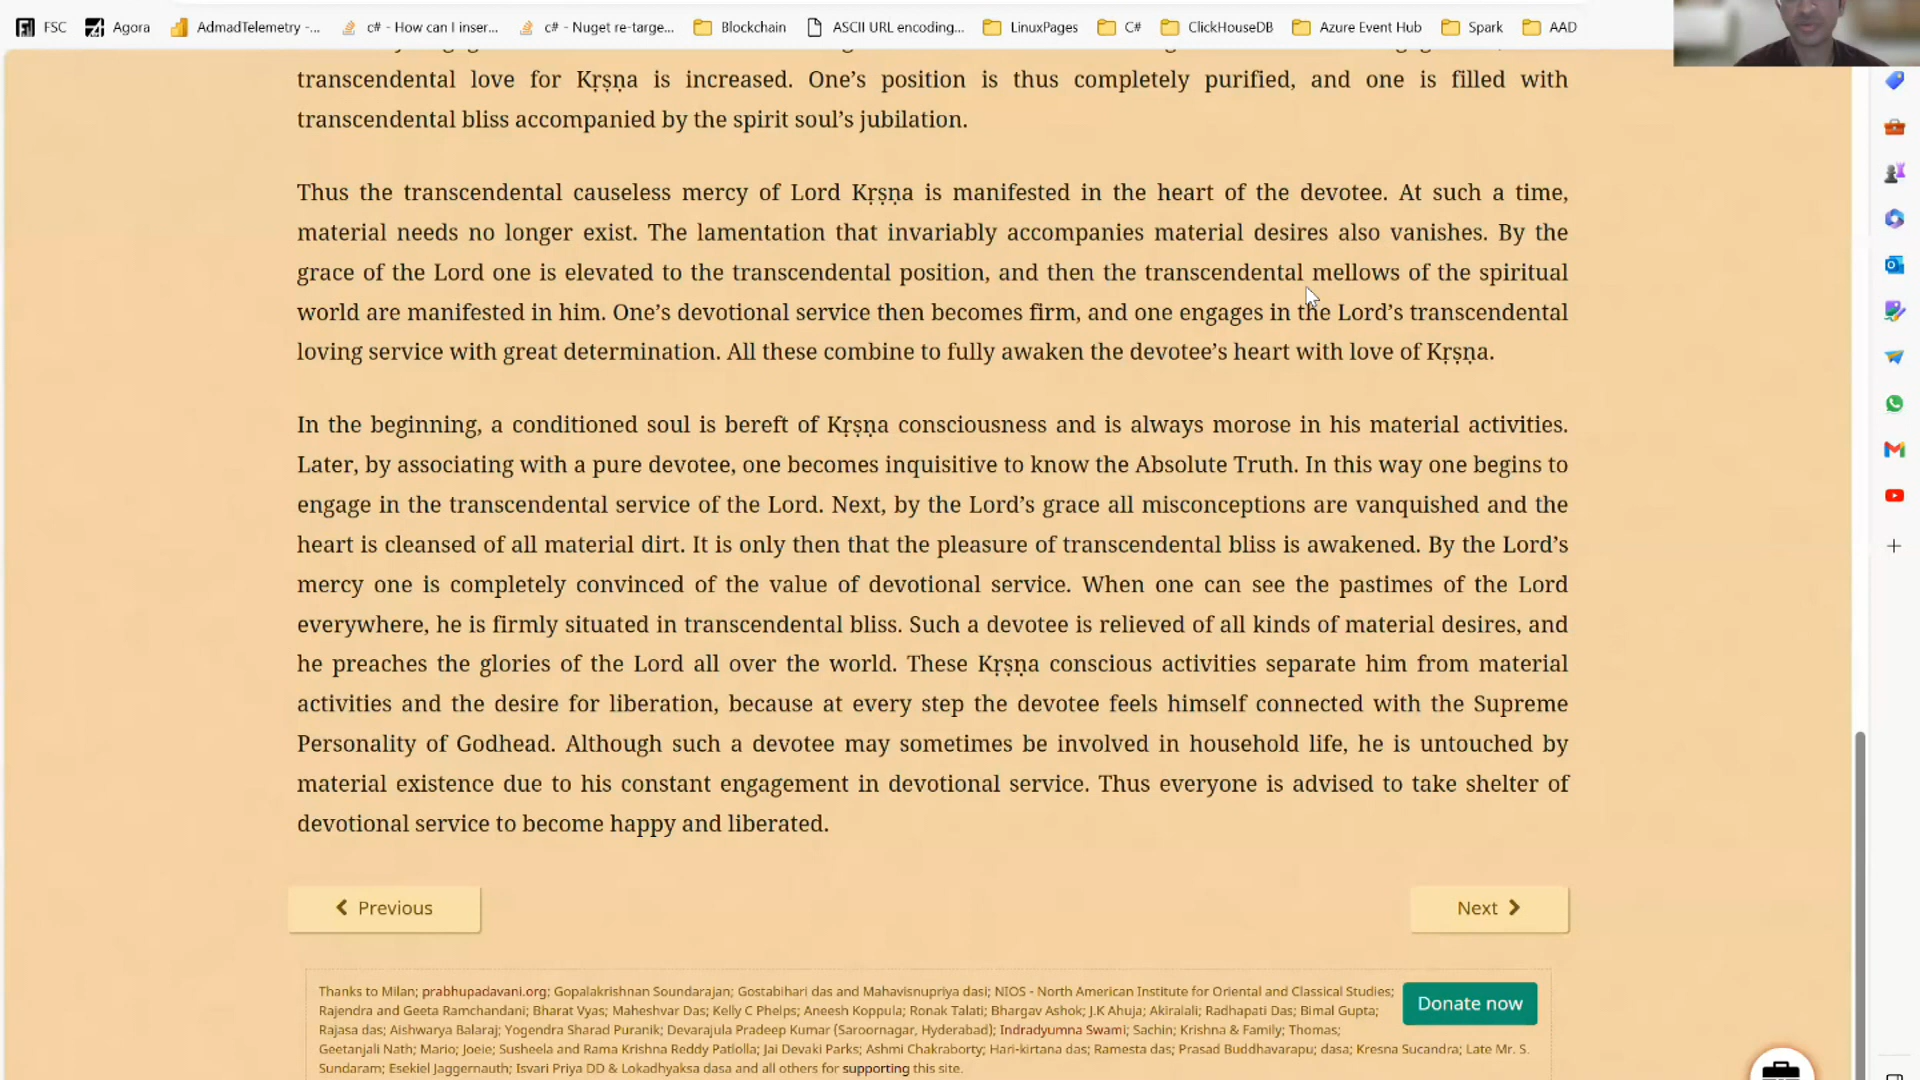 FSC Agora AdmadTelemetry -... c# - How can I inser... c# - Nuget re-targe... Blockchain ASCII URL encoding... LinuxPages C# ClickHouseDB Azure Event Hub Spark AAD
transcendental love for Kṛṣṇa is increased. One’s position is thus completely purified, and one is filled with
transcendental bliss accompanied by the spirit soul’s jubilation.
Thus the transcendental causeless mercy of Lord Kṛṣṇa is manifested in the heart of the devotee. At such a time,
material needs no longer exist. The lamentation that invariably accompanies material desires also vanishes. By the
grace of the Lord one is elevated to the transcendental position, and then the transcendental mellows of the spiritual
world are manifested in him. One’s devotional service then becomes firm, and one engages in the Lord’s transcendental
loving service with great determination. All these combine to fully awaken the devotee’s heart with love of Kṛṣṇa.
In the beginning, a conditioned soul is bereft of Kṛṣṇa consciousness and is always morose in his material activities.
Later, by associating with a pure devotee, one becomes inquisitive to know the Absolute Truth. In this way one begins to
engage in the transcendental service of the Lord. Next, by the Lord’s grace all misconceptions are vanquished and the
heart is cleansed of all material dirt. It is only then that the pleasure of transcendental bliss is awakened. By the Lord’s
mercy one is completely convinced of the value of devotional service. When one can see the pastimes of the Lord
everywhere, he is firmly situated in transcendental bliss. Such a devotee is relieved of all kinds of material desires, and
he preaches the glories of the Lord all over the world. These Kṛṣṇa conscious activities separate him from material
activities and the desire for liberation, because at every step the devotee feels himself connected with the Supreme
Personality of Godhead. Although such a devotee may sometimes be involved in household life, he is untouched by
material existence due to his constant engagement in devotional service. Thus everyone is advised to take shelter of
devotional service to become happy and liberated.
Previous Next
Thanks to Milan; prabhupadavani.org; Gopalakrishnan Soundarajan; Gostabihari das and Mahavisnupriya dasi; NIOS - North American Institute for Oriental and Classical Studies;
Rajendra and Geeta Ramchandani; Bharat Vyas; Maheshvar Das; Kelly C Phelps; Aneesh Koppula; Ronak Talati; Bhargav Ashok; J.K Ahuja; Akiralali; Radhapati Das; Bimal Gupta;
Rajasa das; Aishwarya Balaraj; Yogendra Sharad Puranik; Devarajula Pradeep Kumar (Saroornagar, Hyderabad); Indradyumna Swami; Sachin; Krishna & Family; Thomas;
Geetanjali Nath; Mario; Joeie; Susheela and Rama Krishna Reddy Patlolla; Jai Devaki Parks; Ashmi Chakraborty; Hari-kirtana das; Ramesta das; Prasad Buddhavarapu; dasa; Kresna Sucandra; Late Mr. S.
Sundaram; Esekiel Jaggernauth; Isvari Priya DD & Lokadhyaksa dasa and all others for supporting this site.
Donate now